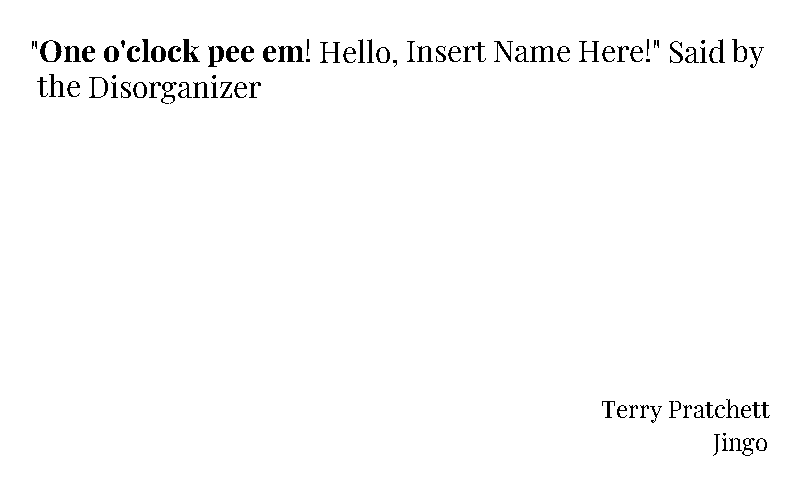 "One o'clock pee em! Hello, Insert Name Here!" Said by
the Disorganizer
Terry Pratchett
Jingo